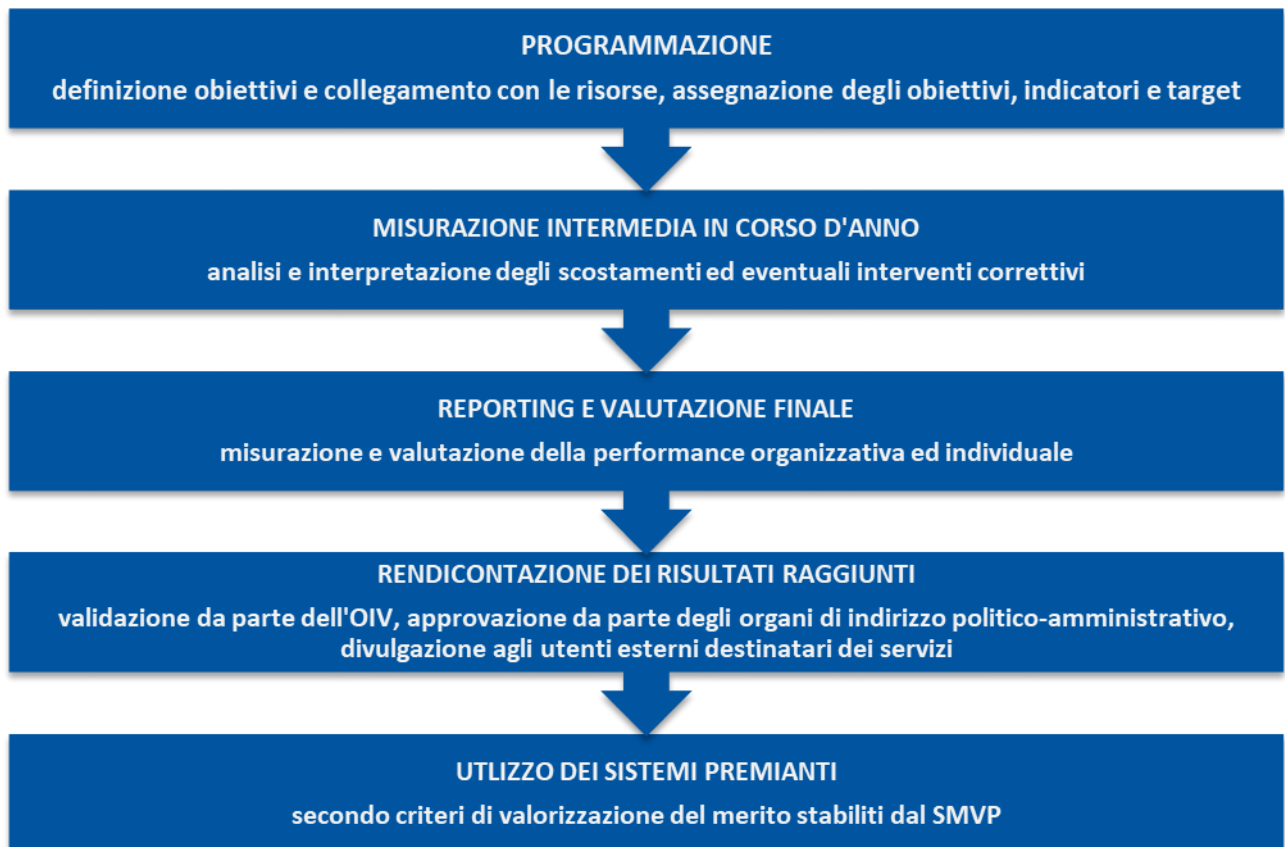 PROGRAMMAZIONE
definizione obiettivi e collegamento con le risorse, assegnazione degli obiettivi, indicatori e target
MISURAZIONE INTERMEDIA IN CORSO D'ANNO
analisi e interpretazione degli scostamenti ed eventuali interventi correttivi
REPORTING E VALUTAZIONE FINALE
misurazione e valutazione della performance organizzativa ed individuale
RENDICONTAZIONE DEI RISULTATI RAGGIUNTI
validazione da parte dell'OIV, approvazione da parte degli organi di indirizzo politico-amministrativo,
divulgazione agli utenti esterni destinatari dei servizi
UTLIZZO DEI SISTEMI PREMIANTI
secondo criteri di valorizzazione del merito stabiliti dal SMVP